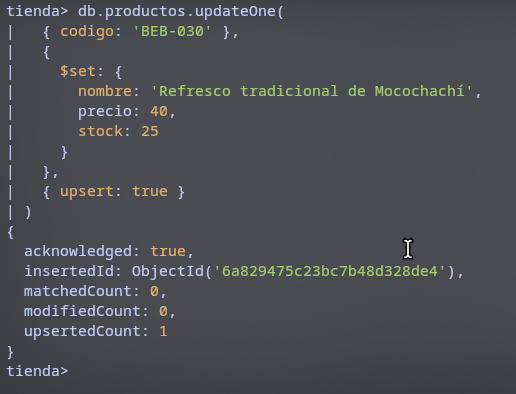 tienda> db.productos.updateOne(
|   { codigo: 'BEB-030' },
|   {
|     $set: {
|       nombre: 'Refresco tradicional de Mocochachí',
|       precio: 40,
|       stock: 25
|     }
|   },
|   { upsert: true }
| )
{
  acknowledged: true,
  insertedId: ObjectId('6a829475c23bc7b48d328de4'),
  matchedCount: 0,
  modifiedCount: 0,
  upsertedCount: 1
}
tienda>